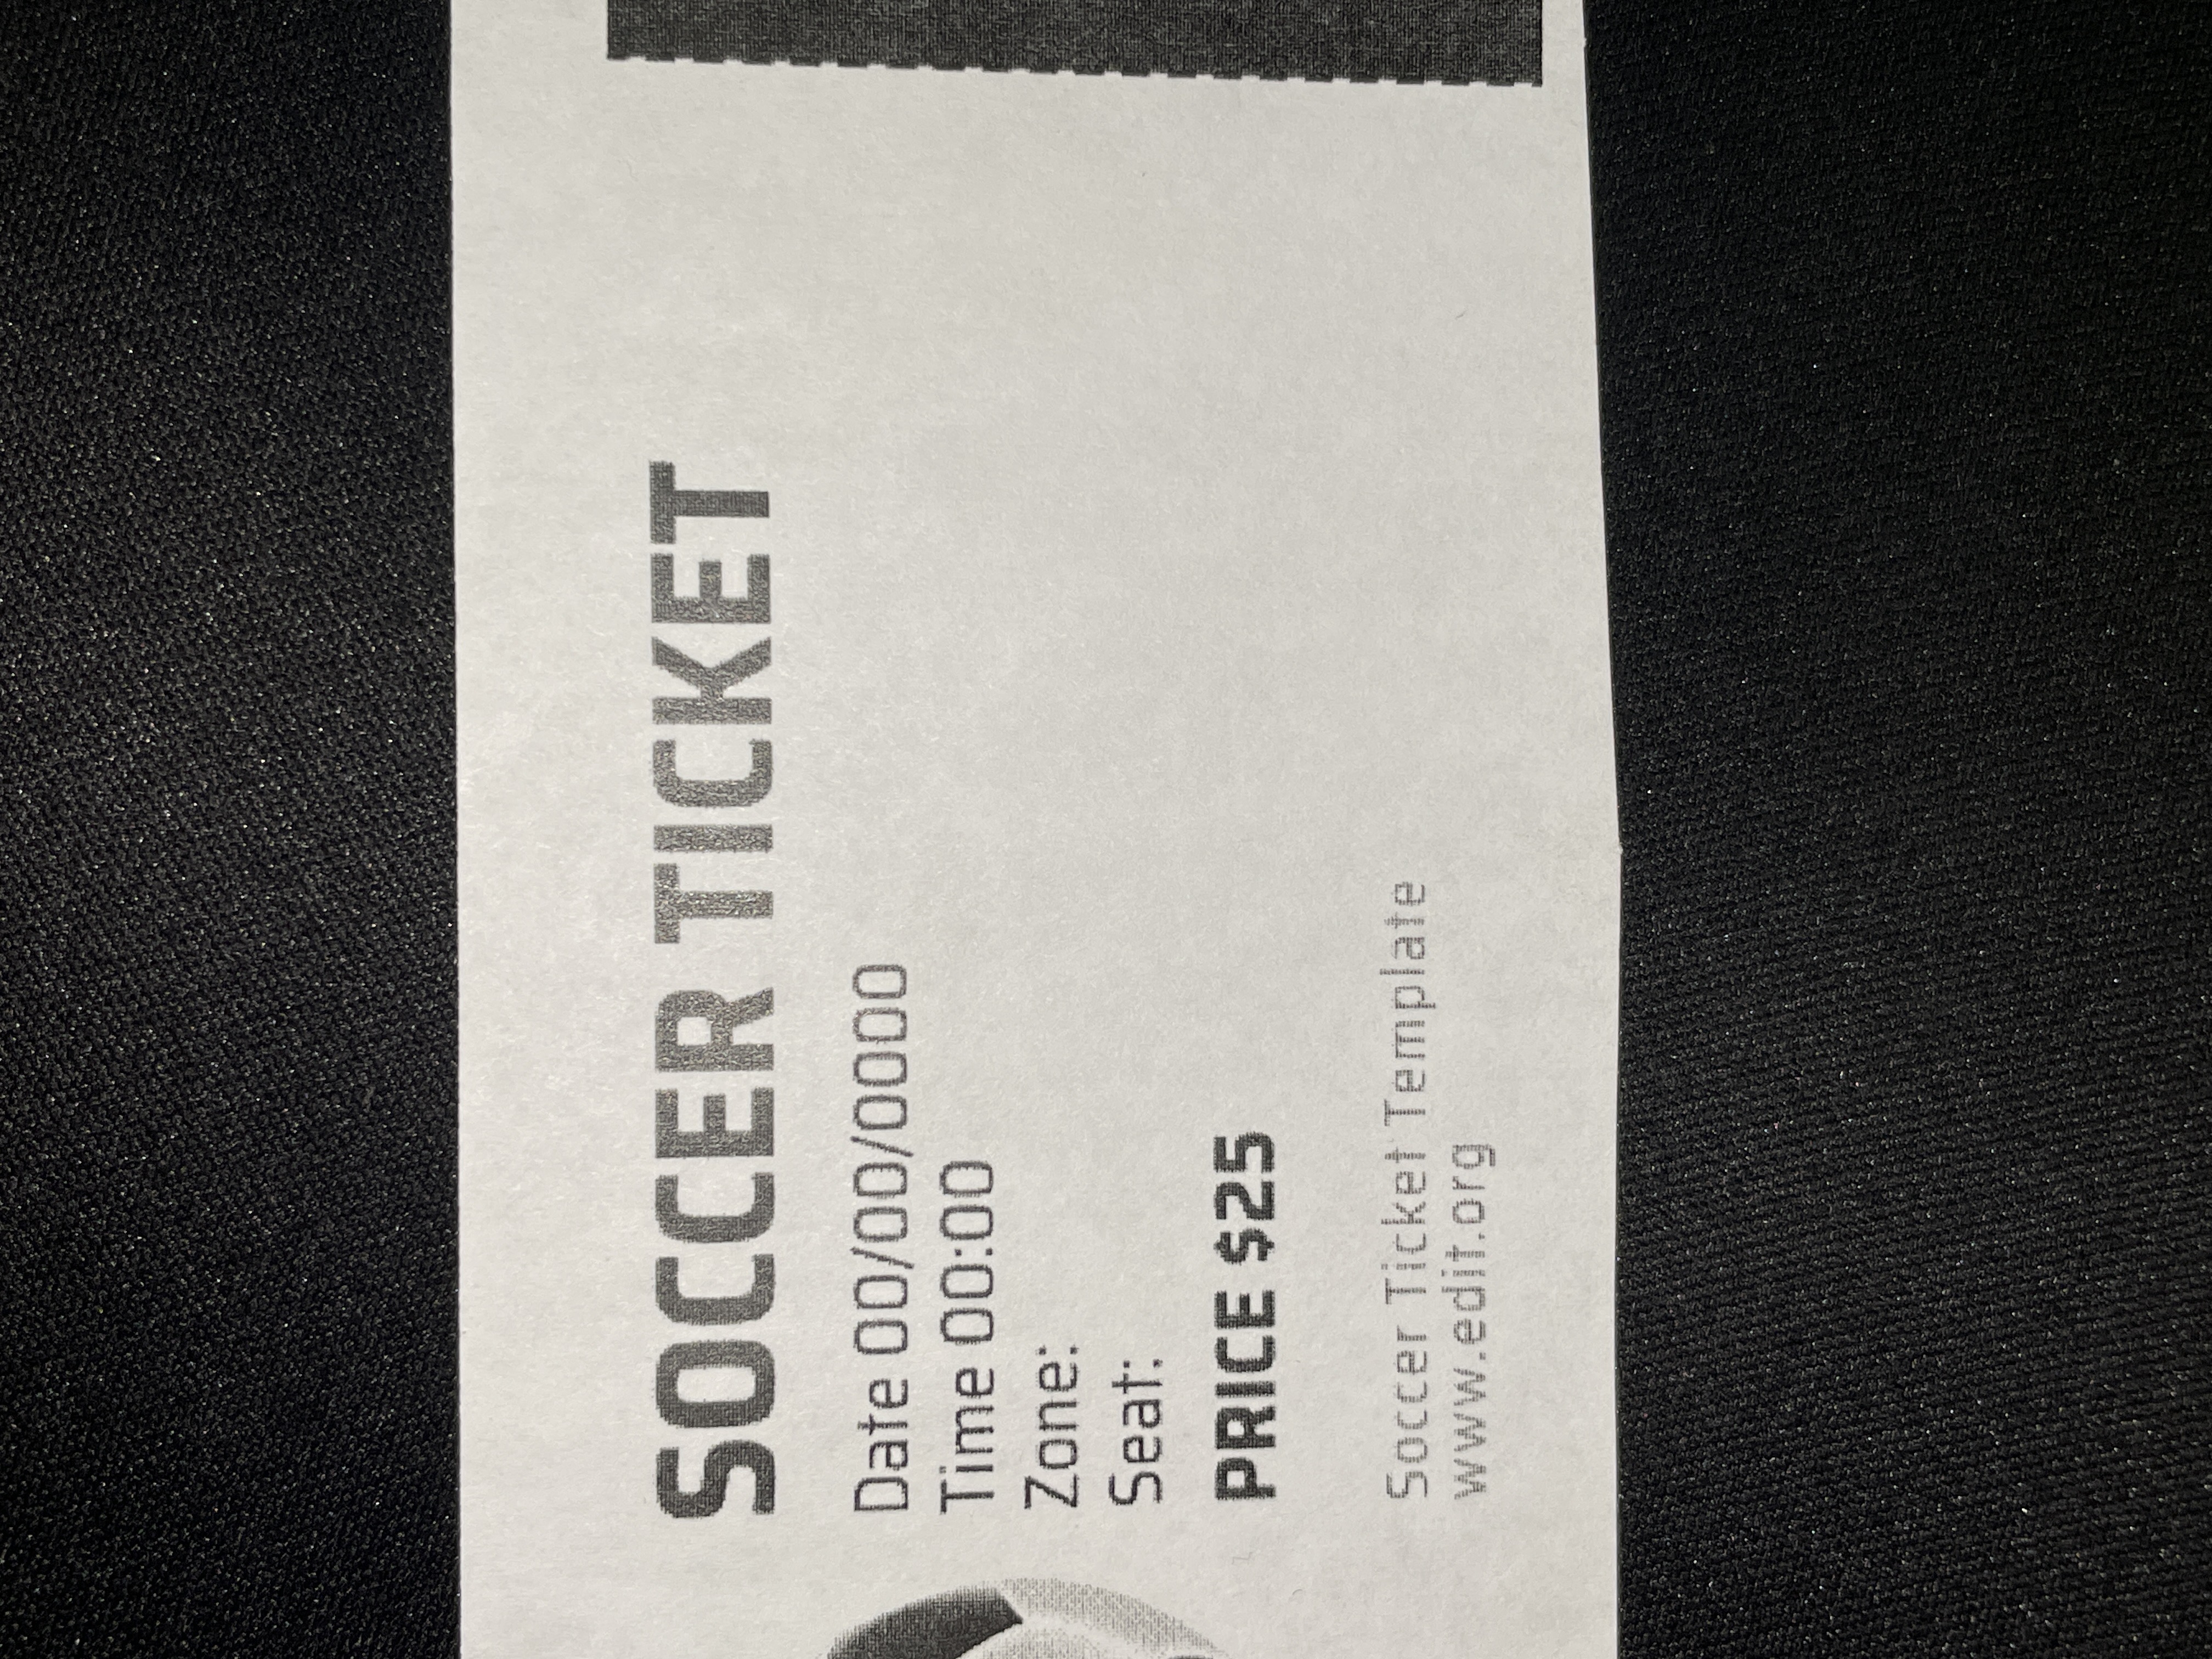 SOCCER TICKET
Date 00/00/0000
Time 00:00
Zone:
Seat:
PRICE $25
Soccer Ticket Template
www.edit.org